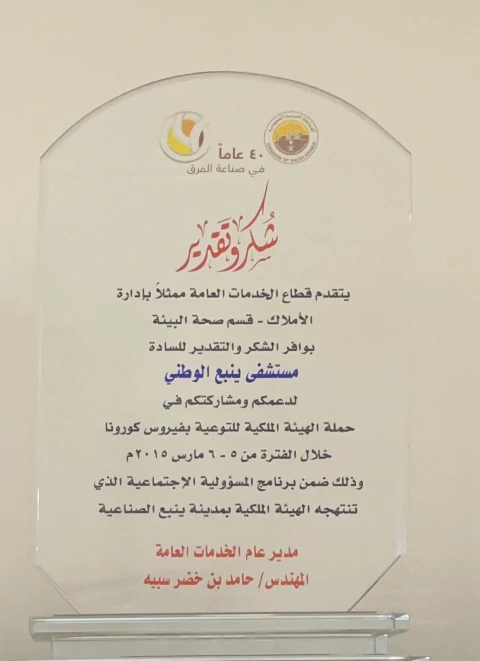 ٤٠ عاماً
في صناعة الفرق
شكر وتقدير
يتقدم قطاع الخدمات العامة ممثلاً بإدارة
الأملاك - قسم صحة البيئة
بوافر الشكر والتقدير للسادة
مستشفى ينبع الوطني
لدعمكم ومشاركتكم في
حملة الهيئة الملكية للتوعية بفيروس كورونا
خلال الفترة من ٥ - ٦ مارس ٢٠١٥م
وذلك ضمن برنامج المسؤولية الإجتماعية الذي
تنتهجه الهيئة الملكية بمدينة ينبع الصناعية
مدير عام الخدمات العامة
المهندس/ حامد بن خضر سبيه